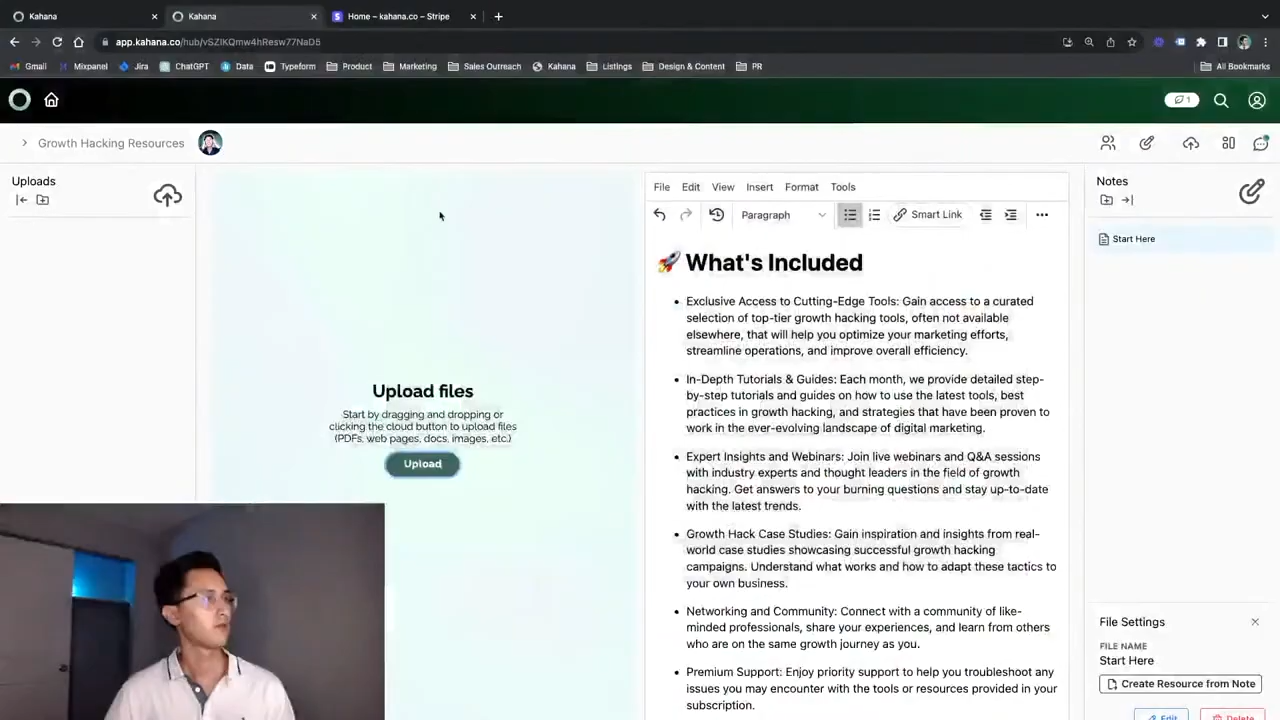 Kahana
Kahana
Home – kahana.co – Stripe
app.kahana.co/hub/vSZlKQmw4hResw77NaD5
Gmail
Mixpanel
Jira
ChatGPT
Data
Typeform
Product
Marketing
Sales Outreach
Kahana
Listings
Design & Content
PR
All Bookmarks
1
Growth Hacking Resources
Uploads
Upload files
Start by dragging and dropping or
clicking the cloud button to upload files
(PDFs, web pages, docs, images, etc.)
Upload
File Edit View Insert Format Tools
Paragraph
Smart Link
🚀 What's Included
• Exclusive Access to Cutting-Edge Tools: Gain access to a curated
selection of top-tier growth hacking tools, often not available
elsewhere, that will help you optimize your marketing efforts,
streamline operations, and improve overall efficiency.
• In-Depth Tutorials & Guides: Each month, we provide detailed step-
by-step tutorials and guides on how to use the latest tools, best
practices in growth hacking, and strategies that have been proven to
work in the ever-evolving landscape of digital marketing.
• Expert Insights and Webinars: Join live webinars and Q&A sessions
with industry experts and thought leaders in the field of growth
hacking. Get answers to your burning questions and stay up-to-date
with the latest trends.
• Growth Hack Case Studies: Gain inspiration and insights from real-
world case studies showcasing successful growth hacking
campaigns. Understand what works and how to adapt these tactics to
your own business.
• Networking and Community: Connect with a community of like-
minded professionals, share your experiences, and learn from others
who are on the same growth journey as you.
• Premium Support: Enjoy priority support to help you troubleshoot any
issues you may encounter with the tools or resources provided in your
subscription.
Notes
Start Here
File Settings
FILE NAME
Start Here
Create Resource from Note
Edit
Delete